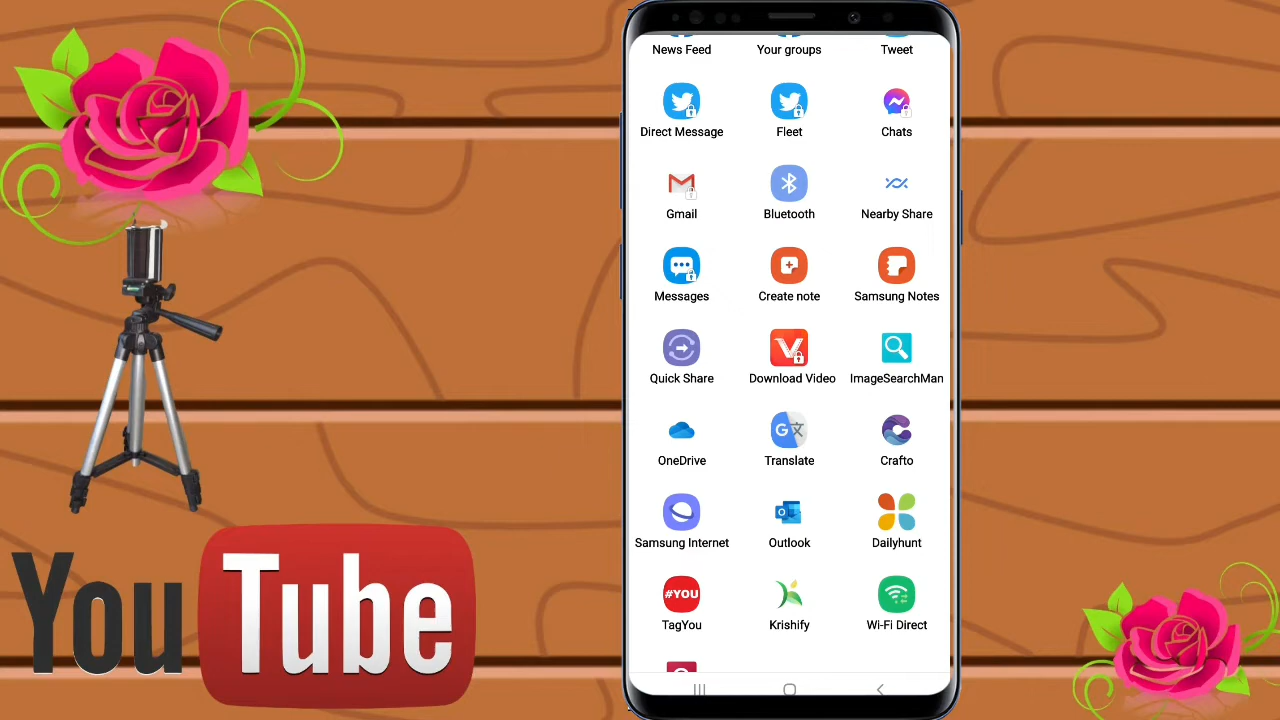 News Feed
Your groups
Tweet
Direct Message
Fleet
Chats
Gmail
Bluetooth
Nearby Share
Messages
Create note
Samsung Notes
Quick Share
Download Video
ImageSearchMan
G 文
OneDrive
Translate
Crafto
O
Samsung Internet
Outlook
Dailyhunt
#YOU
TagYou
Krishify
Wi-Fi Direct
YouTube